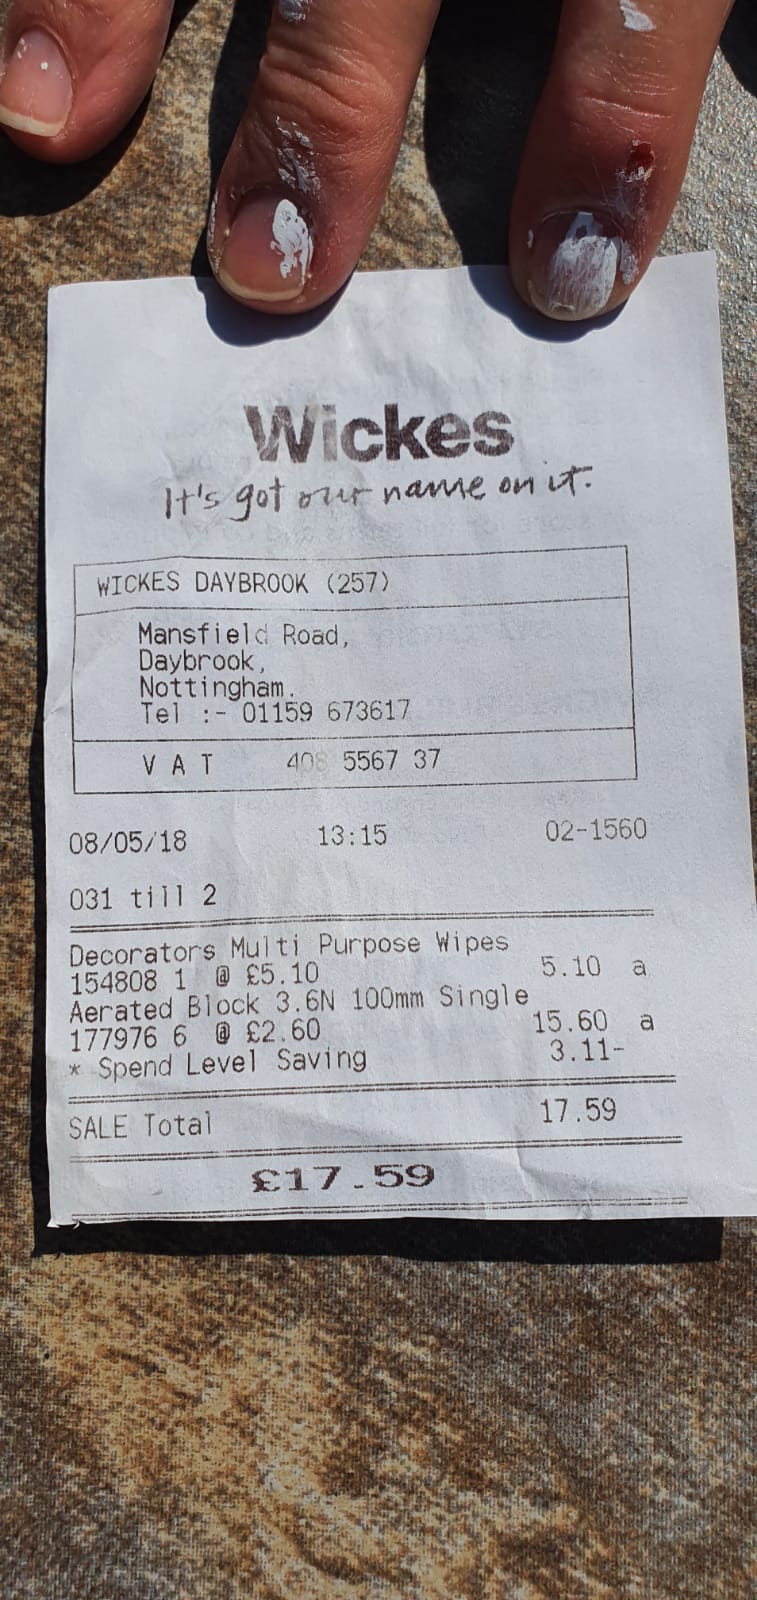 Wickes
It's got our name on it.
WICKES DAYBROOK (257)
Mansfield Road,
Daybrook,
Nottingham.
Tel :- 01159 673617
V A T 408 5567 37
08/05/18 13:15 02-1560
031 till 2
Decorators Multi Purpose Wipes
154808 1 @ £5.10 5.10 a
Aerated Block 3.6N 100mm Single
177976 6 @ £2.60 15.60 a
* Spend Level Saving 3.11-
SALE Total 17.59
£17.59